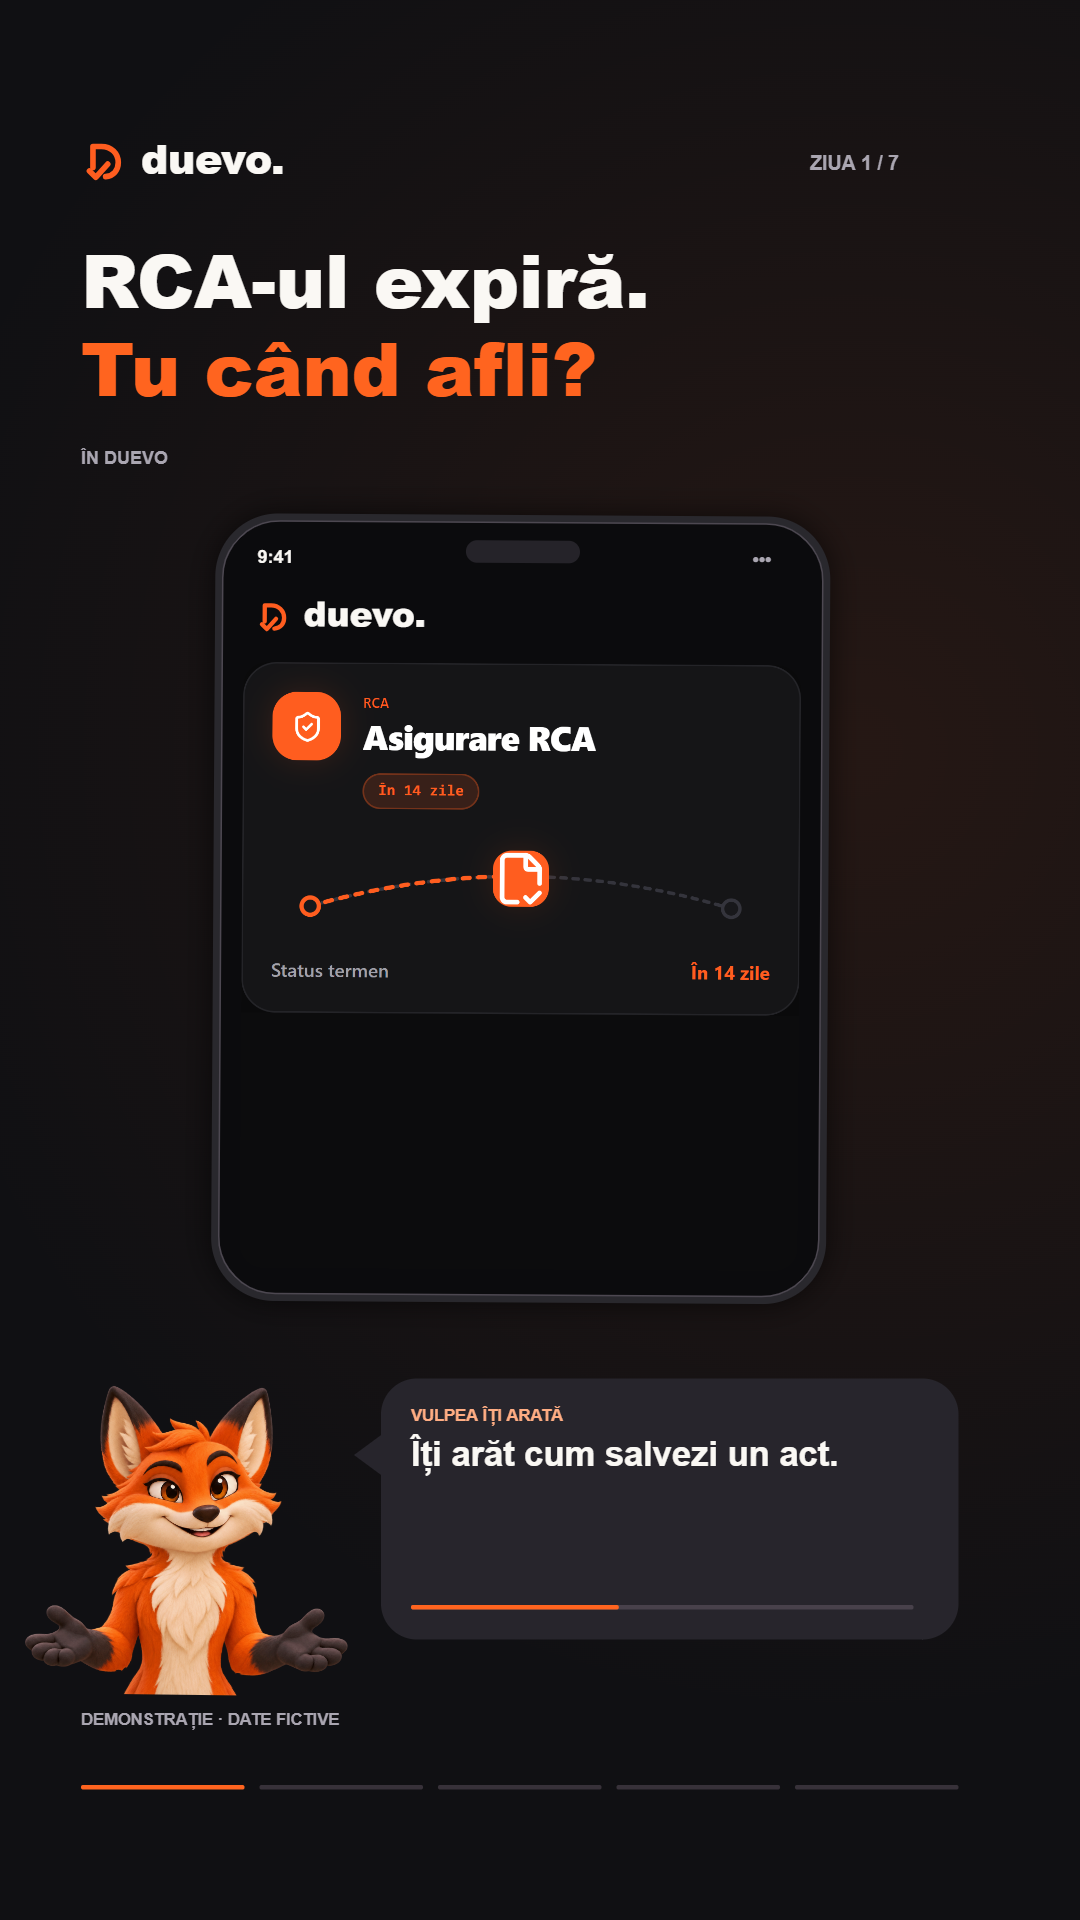 duevo.
ZIUA 1 / 7
RCA-ul expiră.
Tu când afli?
ÎN DUEVO
9:41
duevo.
RCA
Asigurare RCA
În 14 zile
Status termen
În 14 zile
VULPEA ÎȚI ARATĂ
Îți arăt cum salvezi un act.
DEMONSTRAȚIE · DATE FICTIVE